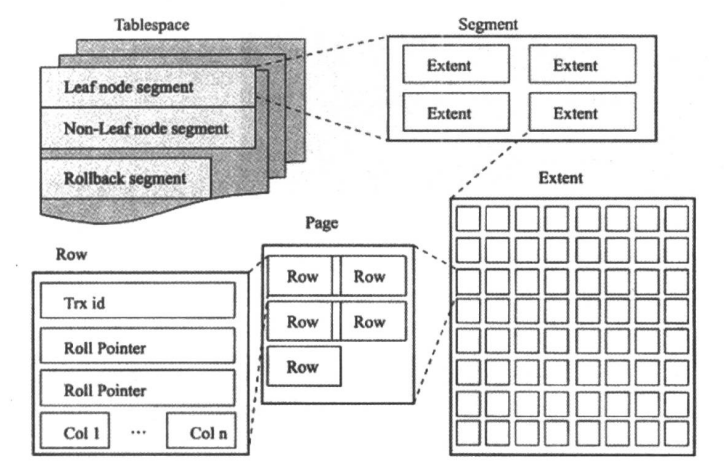 Tablespace
Leaf node segment
Non-Leaf node segment
Rollback segment
Segment
Extent Extent
Extent Extent
Extent
Page
Row Row
Row Row
Row
Row
Trx id
Roll Pointer
Roll Pointer
Col 1 ... Col n